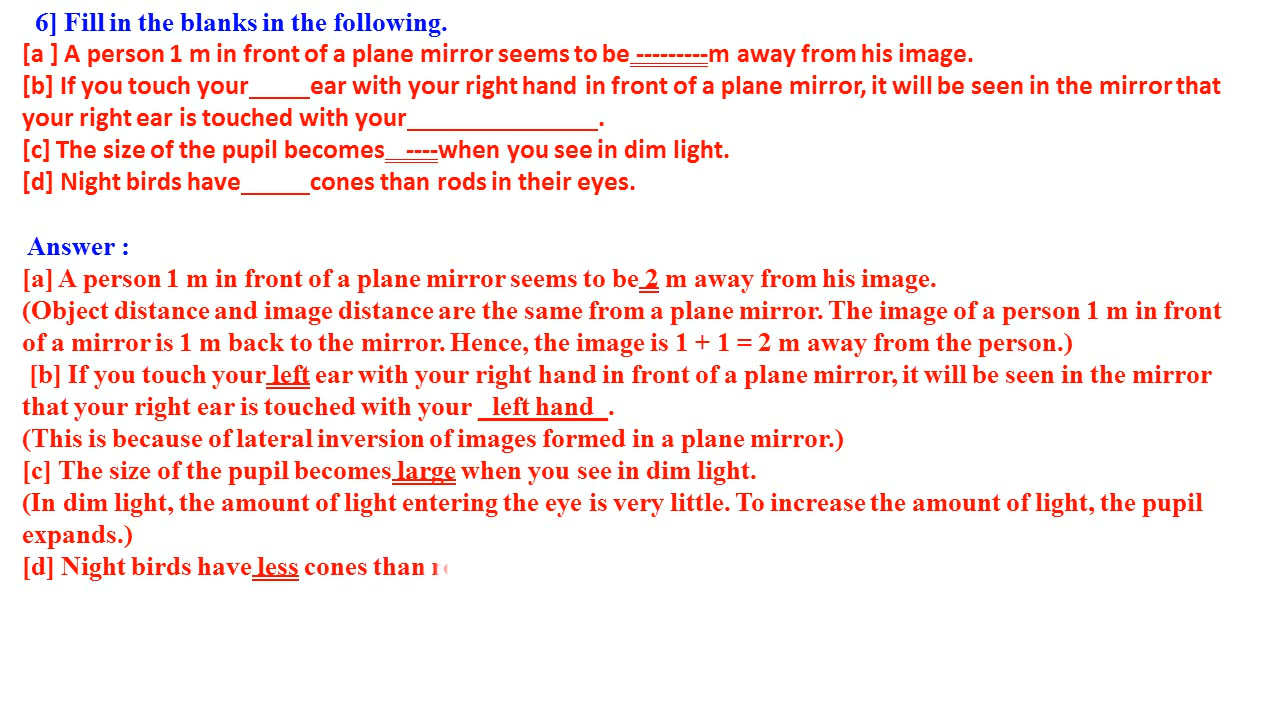 6] Fill in the blanks in the following.
[a ] A person 1 m in front of a plane mirror seems to be ---------m away from his image.
[b] If you touch your_____ear with your right hand in front of a plane mirror, it will be seen in the mirror that
your right ear is touched with your_______________.
[c] The size of the pupil becomes__----when you see in dim light.
[d] Night birds have_____cones than rods in their eyes.
Answer :
[a] A person 1 m in front of a plane mirror seems to be 2 m away from his image.
(Object distance and image distance are the same from a plane mirror. The image of a person 1 m in front
of a mirror is 1 m back to the mirror. Hence, the image is 1 + 1 = 2 m away from the person.)
[b] If you touch your left ear with your right hand in front of a plane mirror, it will be seen in the mirror
that your right ear is touched with your _left hand_.
(This is because of lateral inversion of images formed in a plane mirror.)
[c] The size of the pupil becomes large when you see in dim light.
(In dim light, the amount of light entering the eye is very little. To increase the amount of light, the pupil
expands.)
[d] Night birds have less cones than